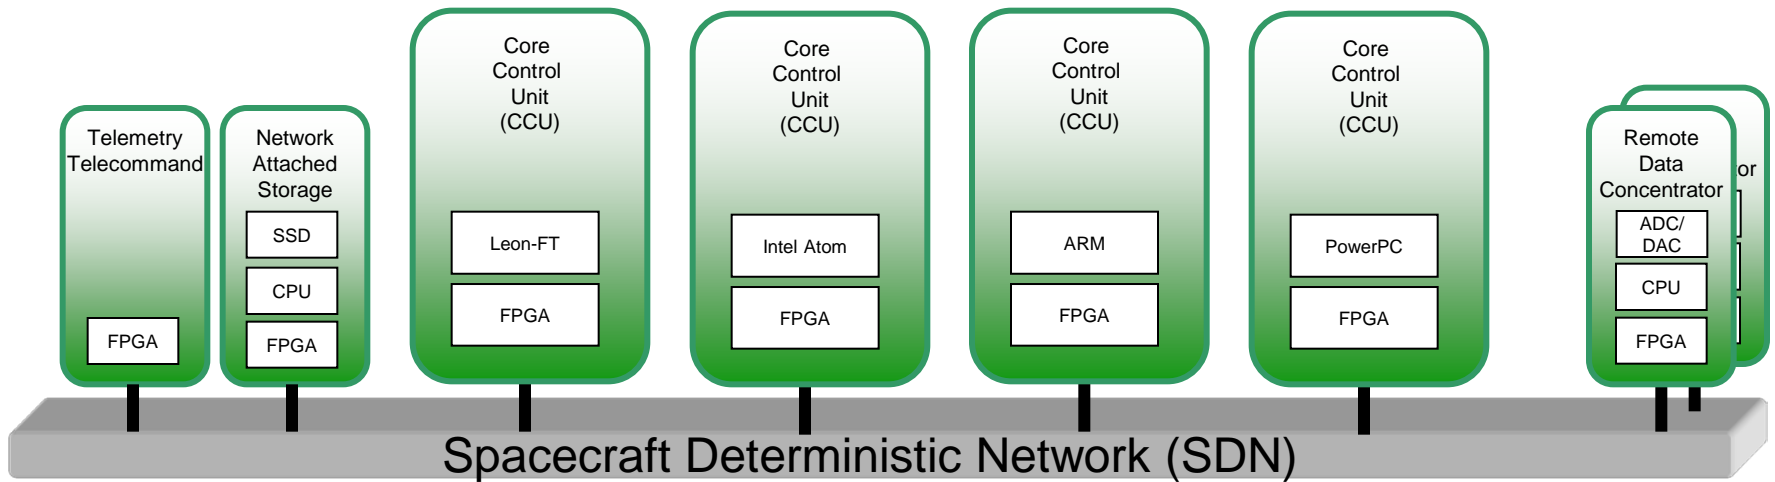 Telemetry
Telecommand
FPGA
Network
Attached
Storage
SSD
CPU
FPGA
Core
Control
Unit
(CCU)
Leon-FT
FPGA
Core
Control
Unit
(CCU)
Intel Atom
FPGA
Core
Control
Unit
(CCU)
ARM
FPGA
Core
Control
Unit
(CCU)
PowerPC
FPGA
Remote
Data
Concentrator
ADC/
DAC
CPU
FPGA
Spacecraft Deterministic Network (SDN)